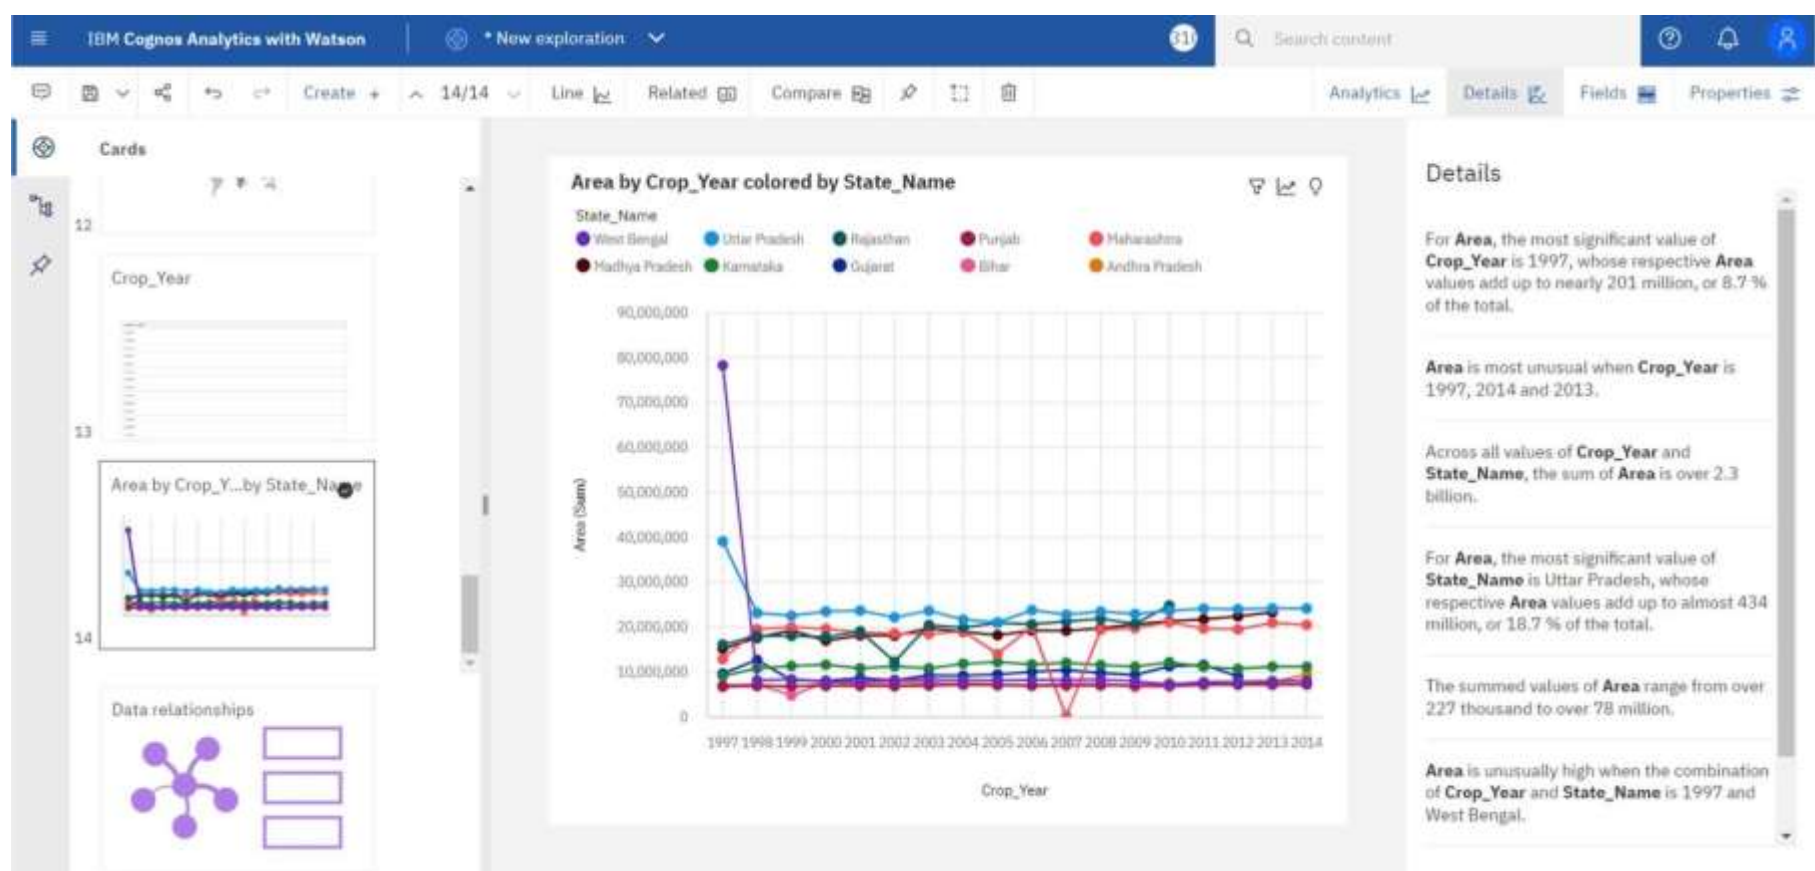 IBM Cognos Analytics with Watson
* New exploration
Search content
Create +
14/14
Line
Related
Compare
Analytics
Details
Fields
Properties
Cards
12
Crop_Year
13
Area by Crop_Y...by State_Name
14
Data relationships
Area by Crop_Year colored by State_Name
State_Name
West Bengal Uttar Pradesh Rajasthan Punjab Maharashtra
Madhya Pradesh Karnataka Gujarat Bihar Andhra Pradesh
90,000,000
80,000,000
70,000,000
60,000,000
50,000,000
40,000,000
30,000,000
20,000,000
10,000,000
0
Area (Sum)
1997 1998 1999 2000 2001 2002 2003 2004 2005 2006 2007 2008 2009 2010 2011 2012 2013 2014
Crop_Year
Details
For Area, the most significant value of
Crop_Year is 1997, whose respective Area
values add up to nearly 201 million, or 8.7 %
of the total.
Area is most unusual when Crop_Year is
1997, 2014 and 2013.
Across all values of Crop_Year and
State_Name, the sum of Area is over 2.3
billion.
For Area, the most significant value of
State_Name is Uttar Pradesh, whose
respective Area values add up to almost 434
million, or 18.7 % of the total.
The summed values of Area range from over
227 thousand to over 78 million.
Area is unusually high when the combination
of Crop_Year and State_Name is 1997 and
West Bengal.